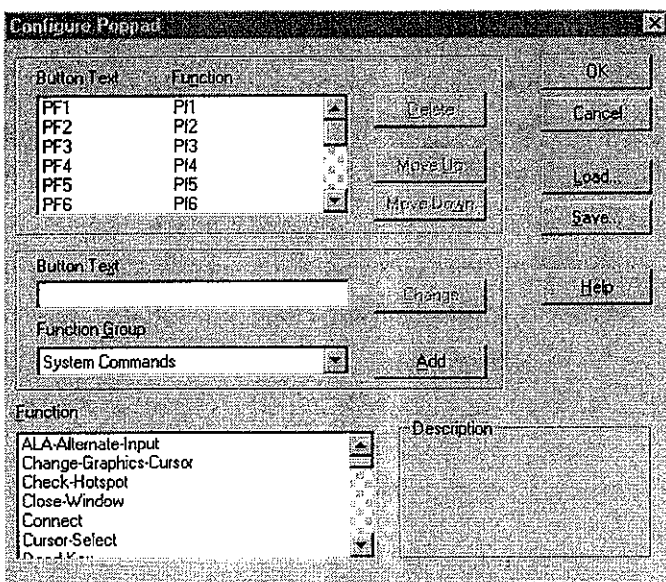 Configure Poppad
Button Text Function
PF1 Pf1
PF2 Pf2
PF3 Pf3
PF4 Pf4
PF5 Pf5
PF6 Pf6
Delete
Move Up
Move Down
OK
Cancel
Load...
Save...
Help
Button Text
Change
Function Group
System Commands
Add
Function
ALA-Alternate-Input
Change-Graphics-Cursor
Check-Hotspot
Close-Window
Connect
Cursor-Select
Description